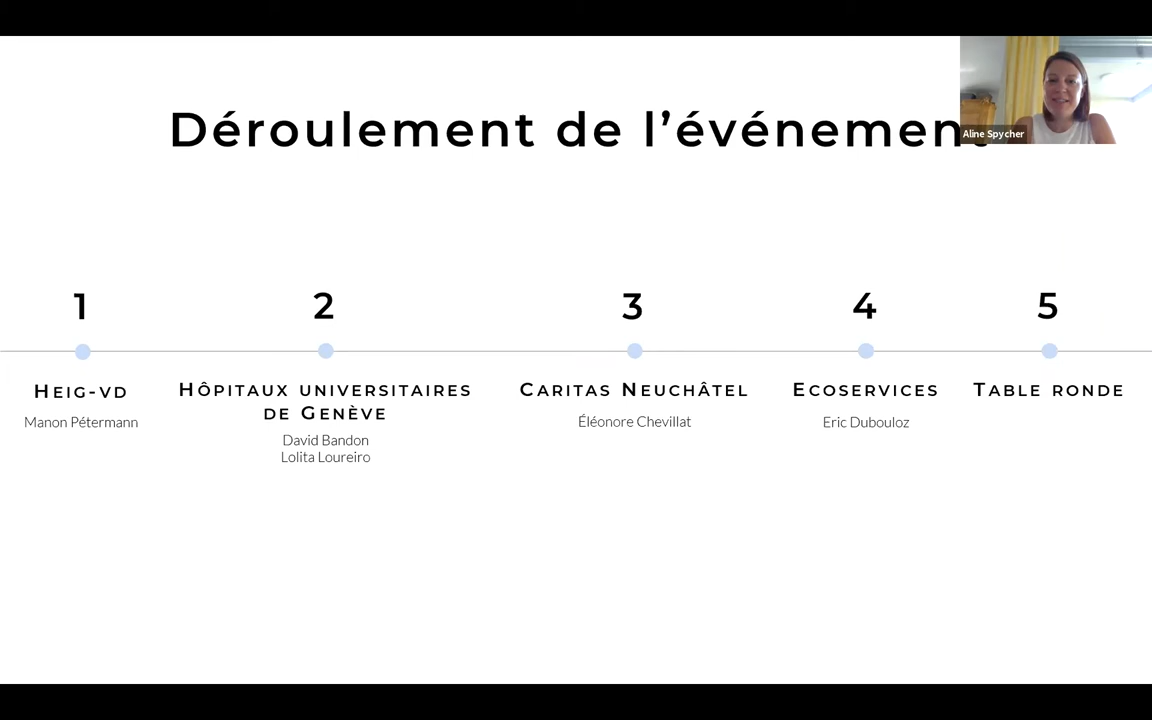 Déroulement de l’événement
Aline Spycher
1
2
3
4
5
Heig-vd
Hôpitaux universitaires
de Genève
Caritas Neuchâtel
Ecoservices
Table ronde
Manon Pétermann
David Bandon
Lolita Loureiro
Éléonore Chevillat
Eric Dubouloz